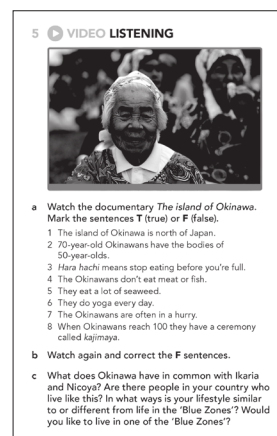 5 VIDEO LISTENING
a Watch the documentary The island of Okinawa.
Mark the sentences T (true) or F (false).
1 The island of Okinawa is north of Japan.
2 70-year-old Okinawans have the bodies of
50-year-olds.
3 Hara hachi means stop eating before you're full.
4 The Okinawans don't eat meat or fish.
5 They eat a lot of seaweed.
6 They do yoga every day.
7 The Okinawans are often in a hurry.
8 When Okinawans reach 100 they have a ceremony
called kajimaya.
b Watch again and correct the F sentences.
c What does Okinawa have in common with Ikaria
and Nicoya? Are there people in your country who
live like this? In what ways is your lifestyle similar
to or different from life in the 'Blue Zones'? Would
you like to live in one of the 'Blue Zones'?